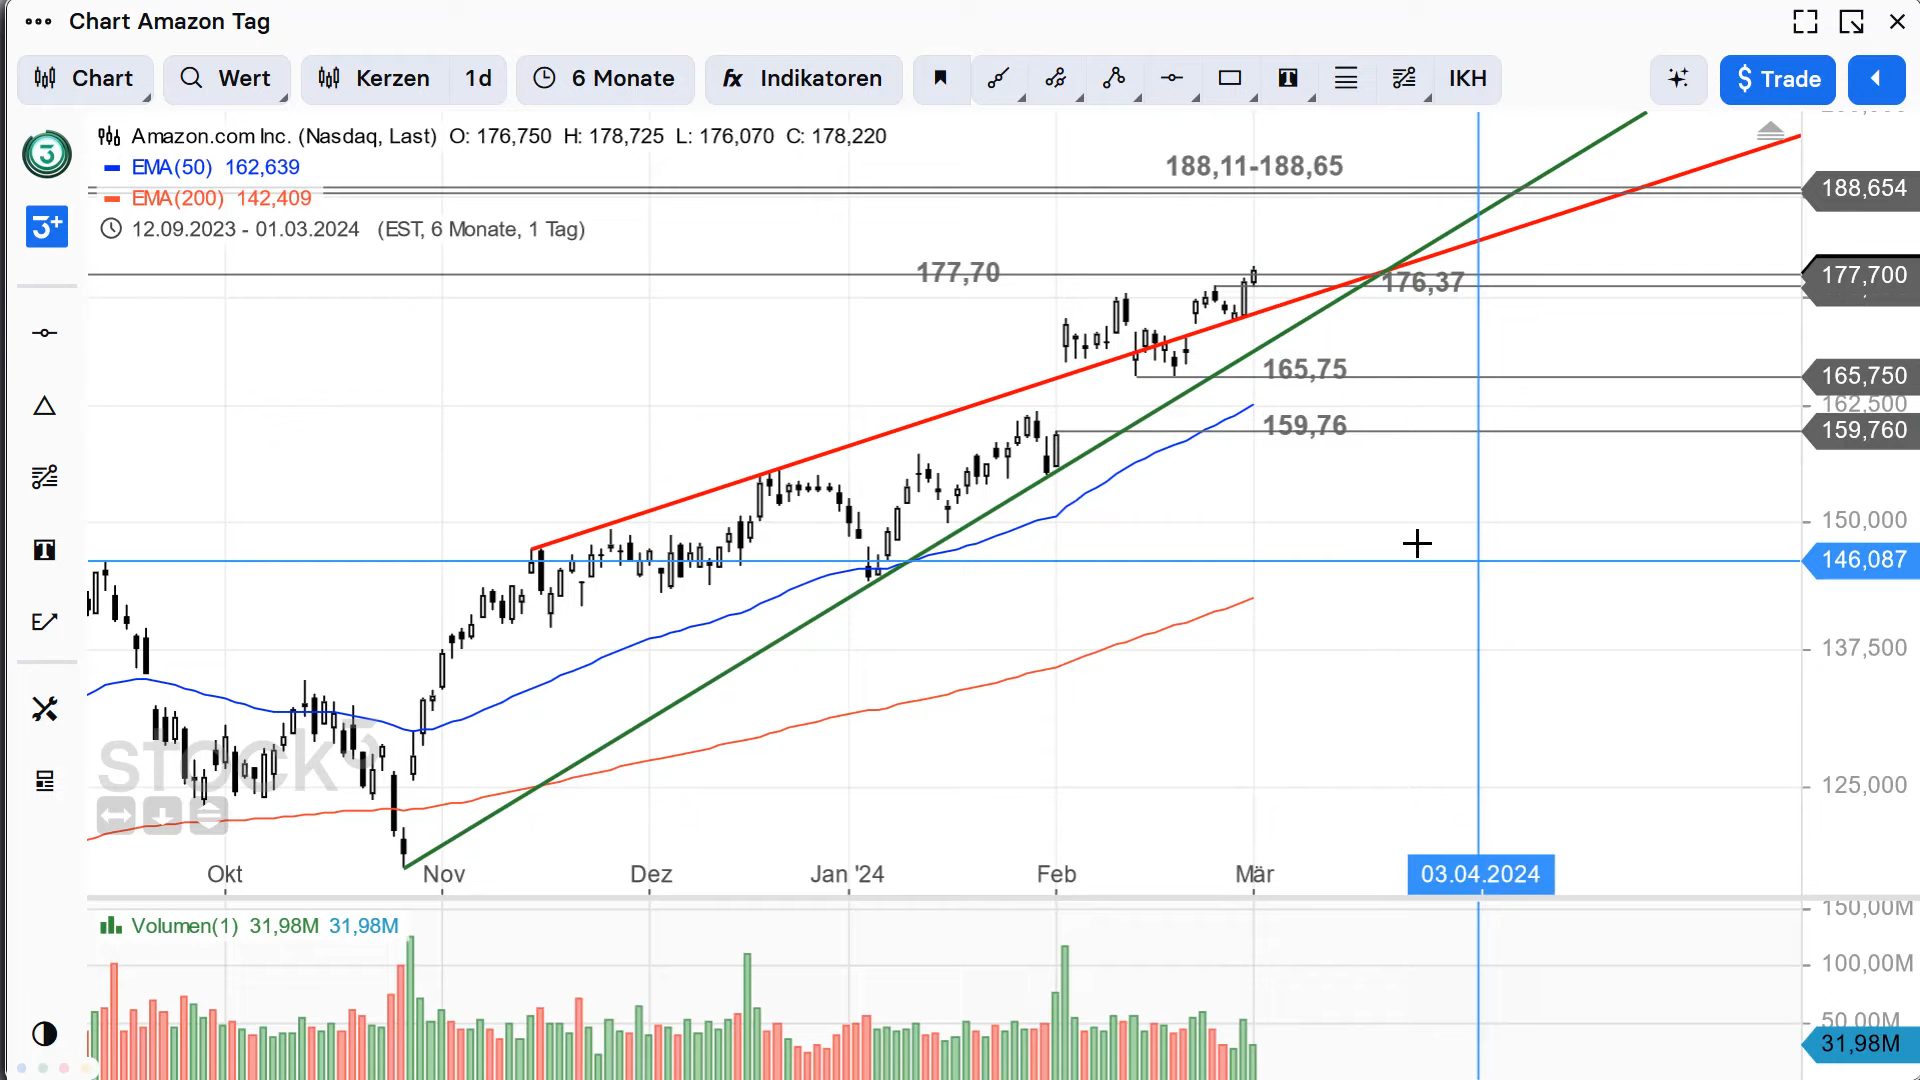 Chart Amazon Tag
Chart
Wert
Kerzen
1d
6 Monate
fx Indikatoren
IKH
$ Trade
Amazon.com Inc. (Nasdaq, Last) O: 176,750 H: 178,725 L: 176,070 C: 178,220
EMA(50) 162,639
EMA(200) 142,409
12.09.2023 - 01.03.2024 (EST, 6 Monate, 1 Tag)
3
3+
188,11-188,65
177,70
176,37
165,75
159,76
188,654
177,700
165,750
162,500
159,760
150,000
146,087
137,500
125,000
stock3
Okt
Nov
Dez
Jan '24
Feb
Mär
03.04.2024
Volumen(1) 31,98M 31,98M
150,00M
100,00M
50,00M
31,98M